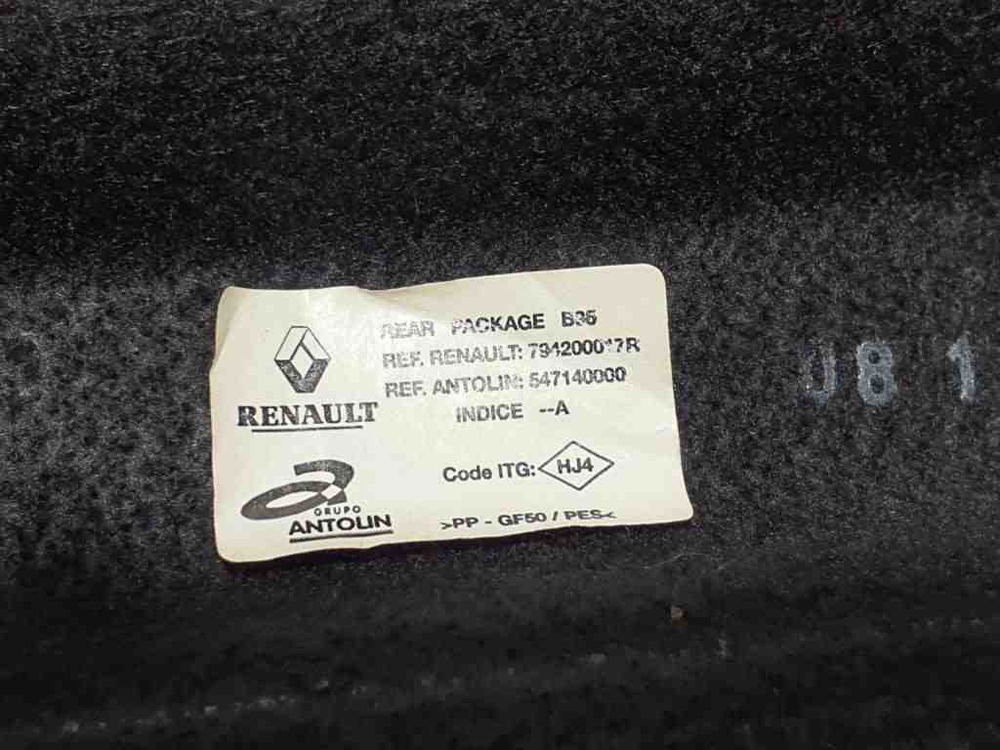 REAR PACKAGE B95
REF. RENAULT: 794200017R
REF. ANTOLIN: 547140000
INDICE --A
RENAULT
Code ITG: HJ4
GRUPO
ANTOLIN
>PP - GF50 / PES<
08 1